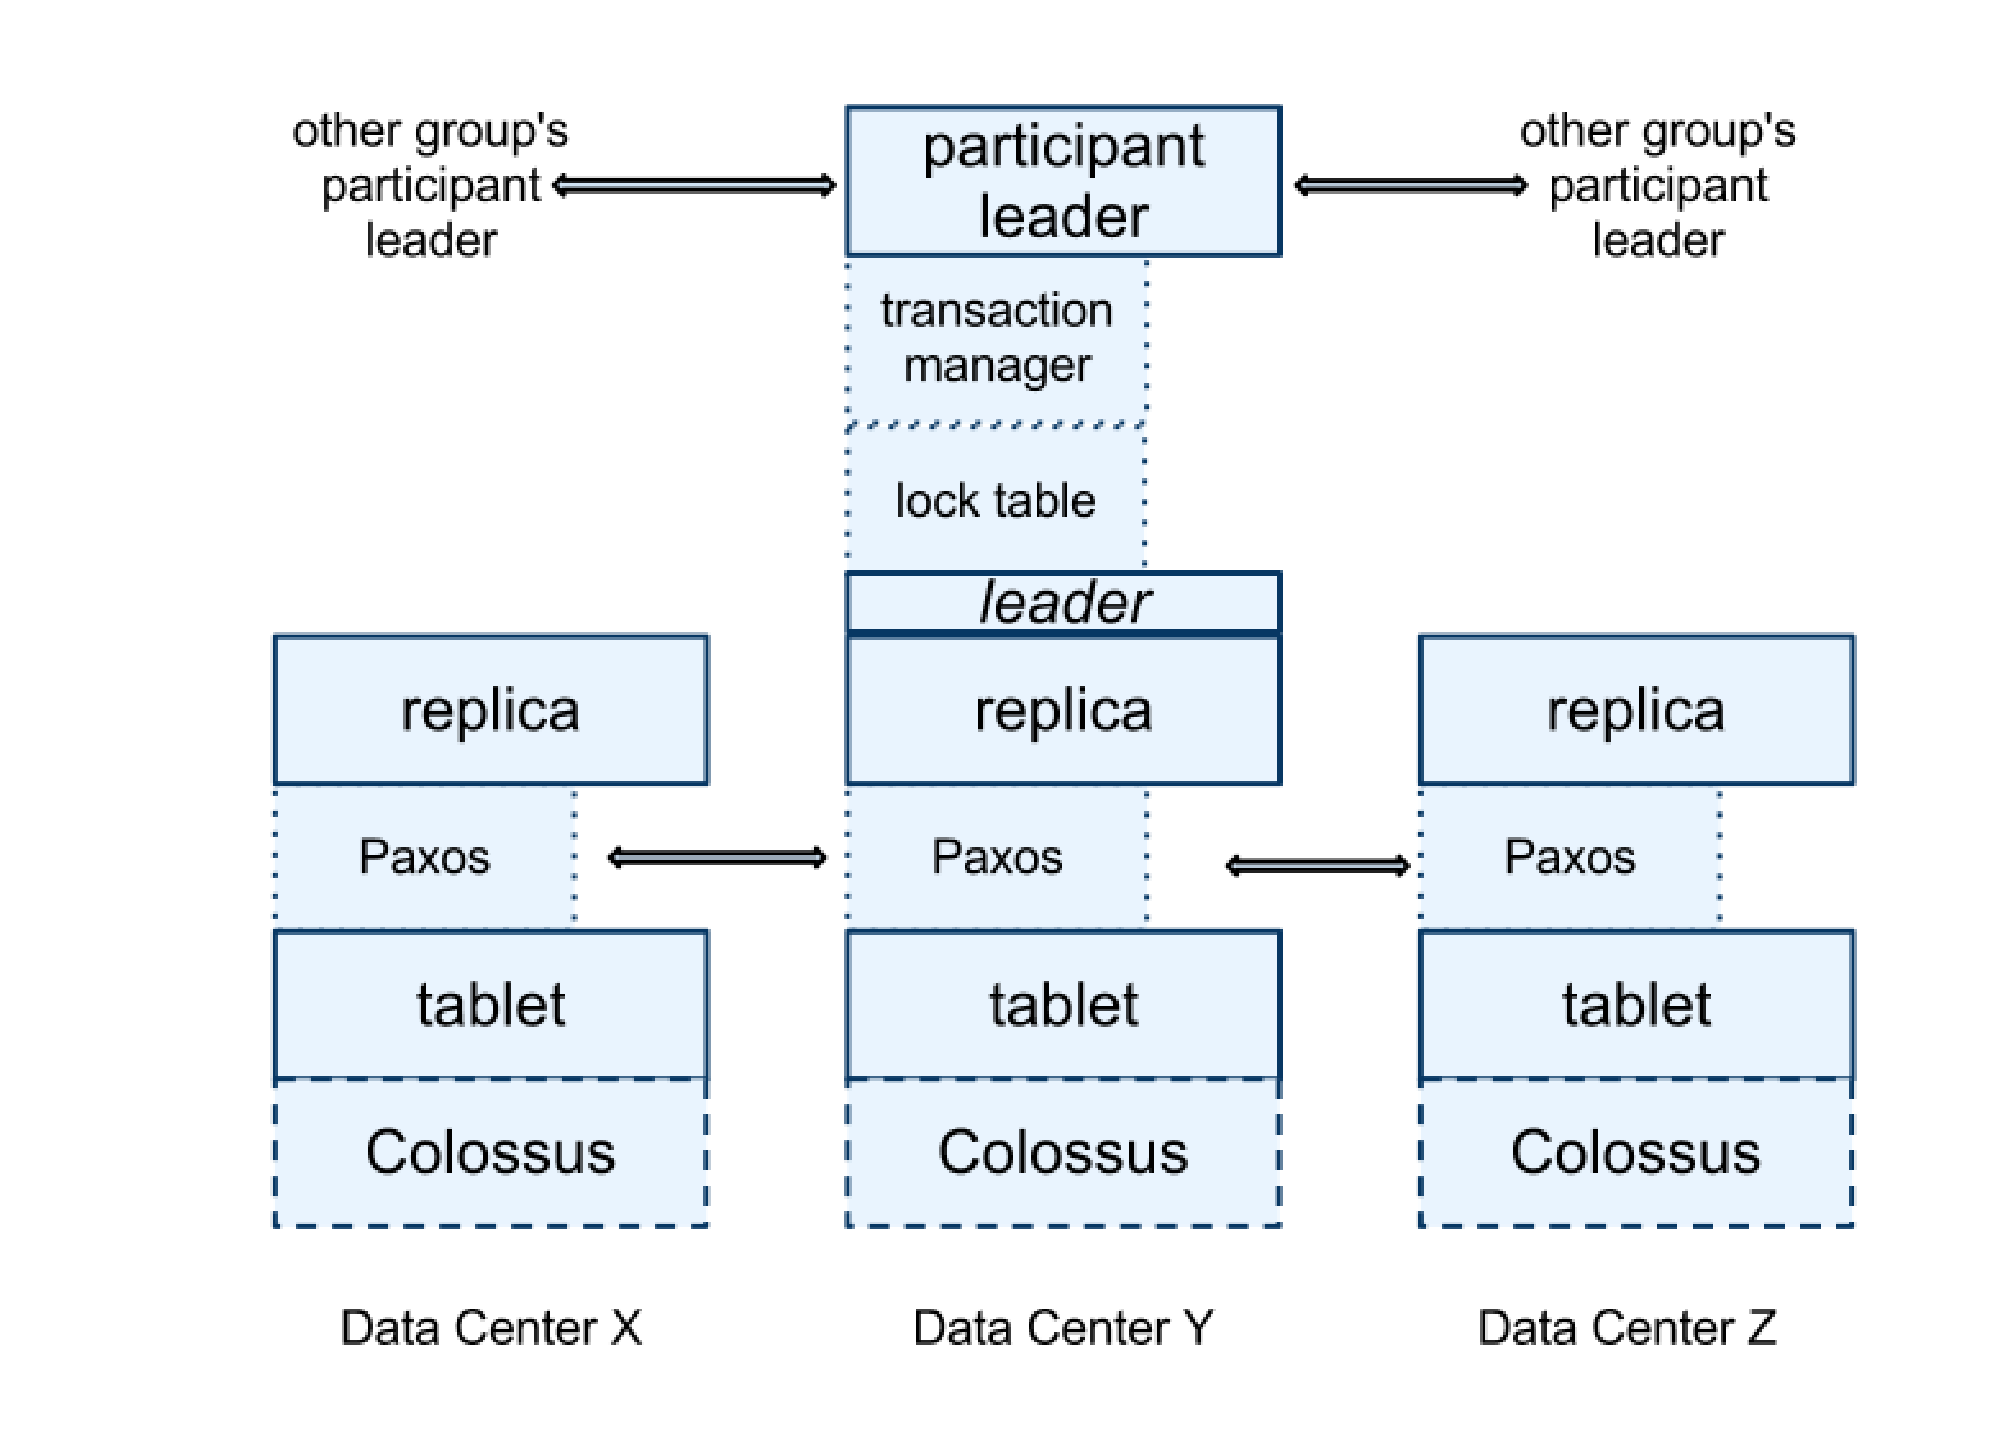 other group's
participant
leader
participant
leader
other group's
participant
leader
transaction
manager
lock table
leader
replica
replica
replica
Paxos
Paxos
Paxos
tablet
tablet
tablet
Colossus
Colossus
Colossus
Data Center X
Data Center Y
Data Center Z